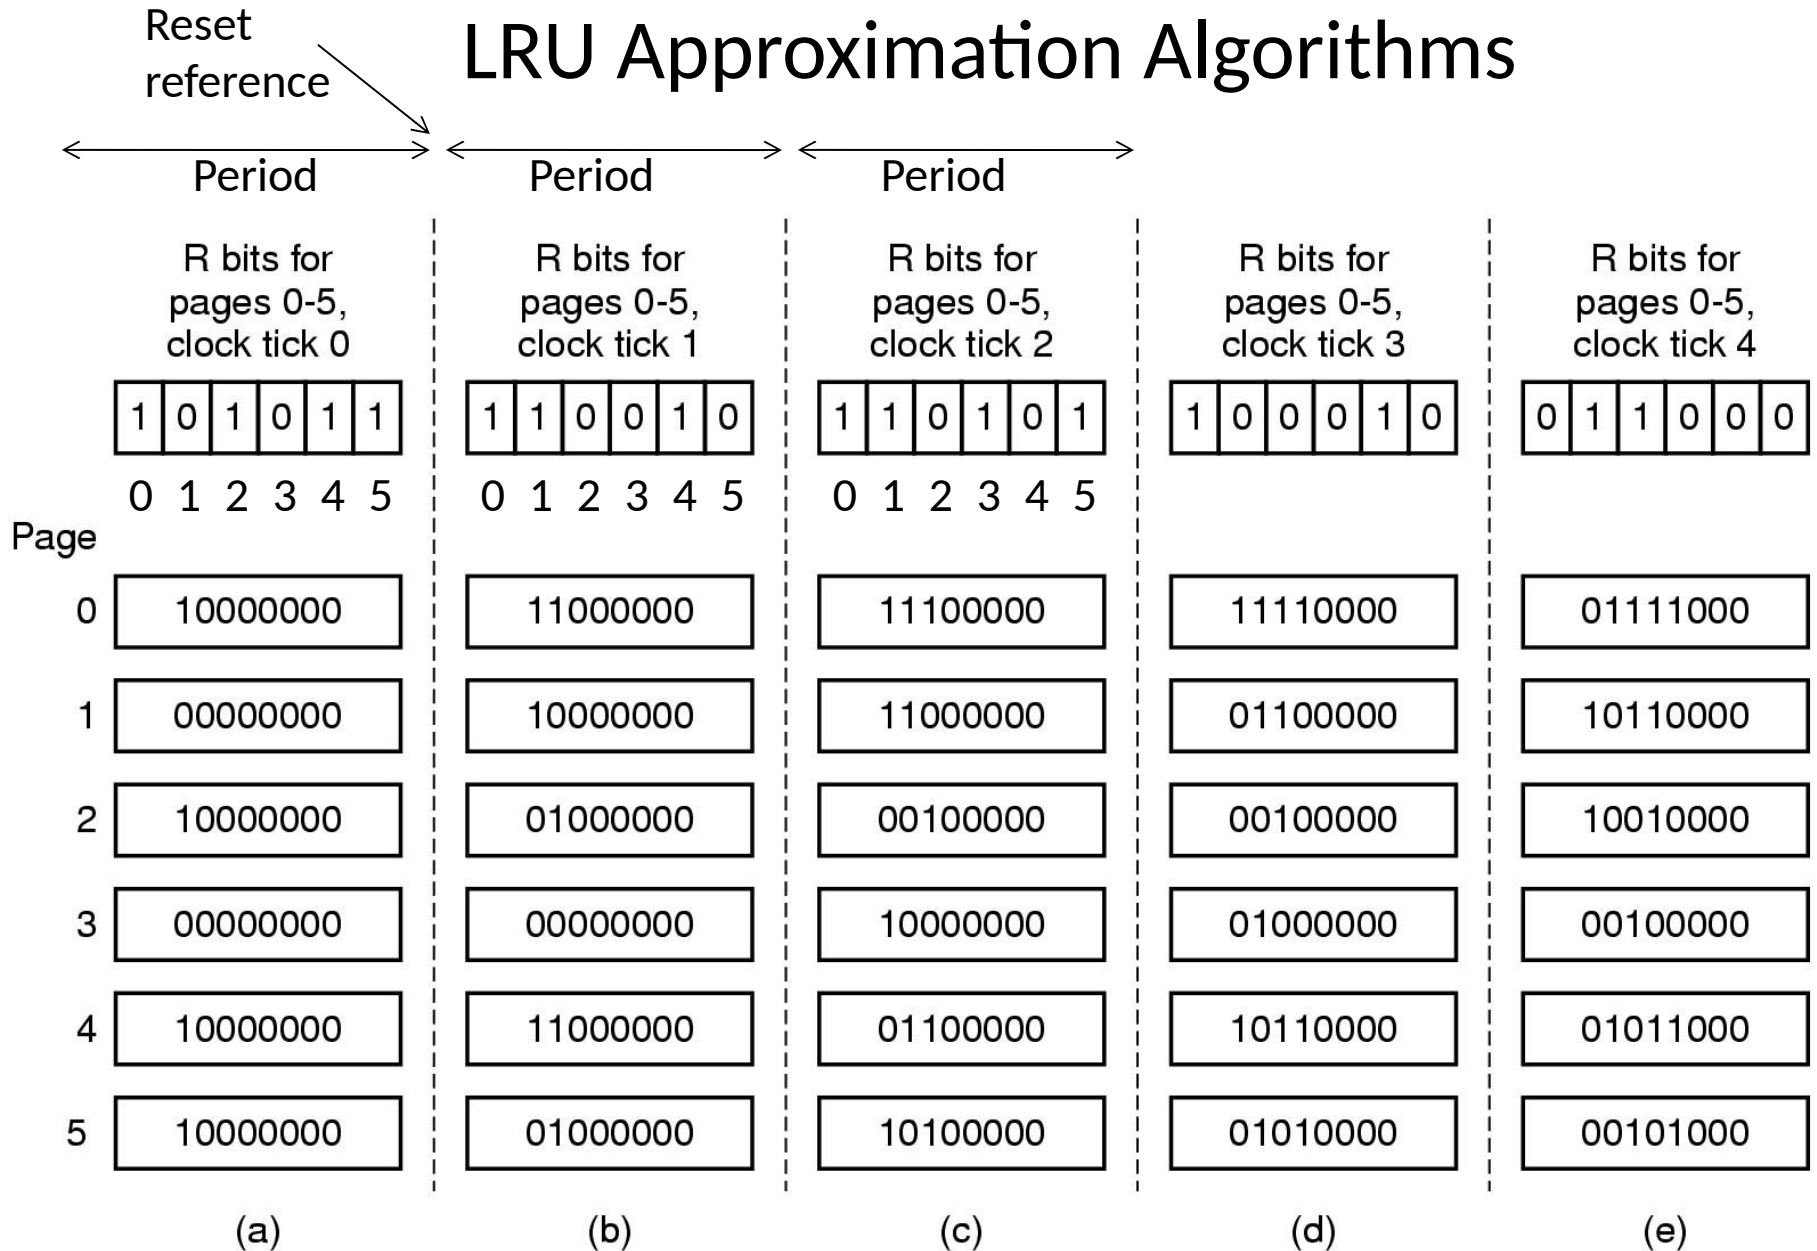 Reset
reference
LRU Approximation Algorithms
Period Period Period
R bits for R bits for R bits for R bits for R bits for
pages 0-5, pages 0-5, pages 0-5, pages 0-5, pages 0-5,
clock tick 0 clock tick 1 clock tick 2 clock tick 3 clock tick 4
1 0 1 0 1 1 1 1 0 0 1 0 1 1 0 1 0 1 1 0 0 0 1 0 0 1 1 0 0 0
0 1 2 3 4 5 0 1 2 3 4 5 0 1 2 3 4 5
Page
0 10000000 11000000 11100000 11110000 01111000
1 00000000 10000000 11000000 01100000 10110000
2 10000000 01000000 00100000 00100000 10010000
3 00000000 00000000 10000000 01000000 00100000
4 10000000 11000000 01100000 10110000 01011000
5 10000000 01000000 10100000 01010000 00101000
(a) (b) (c) (d) (e)